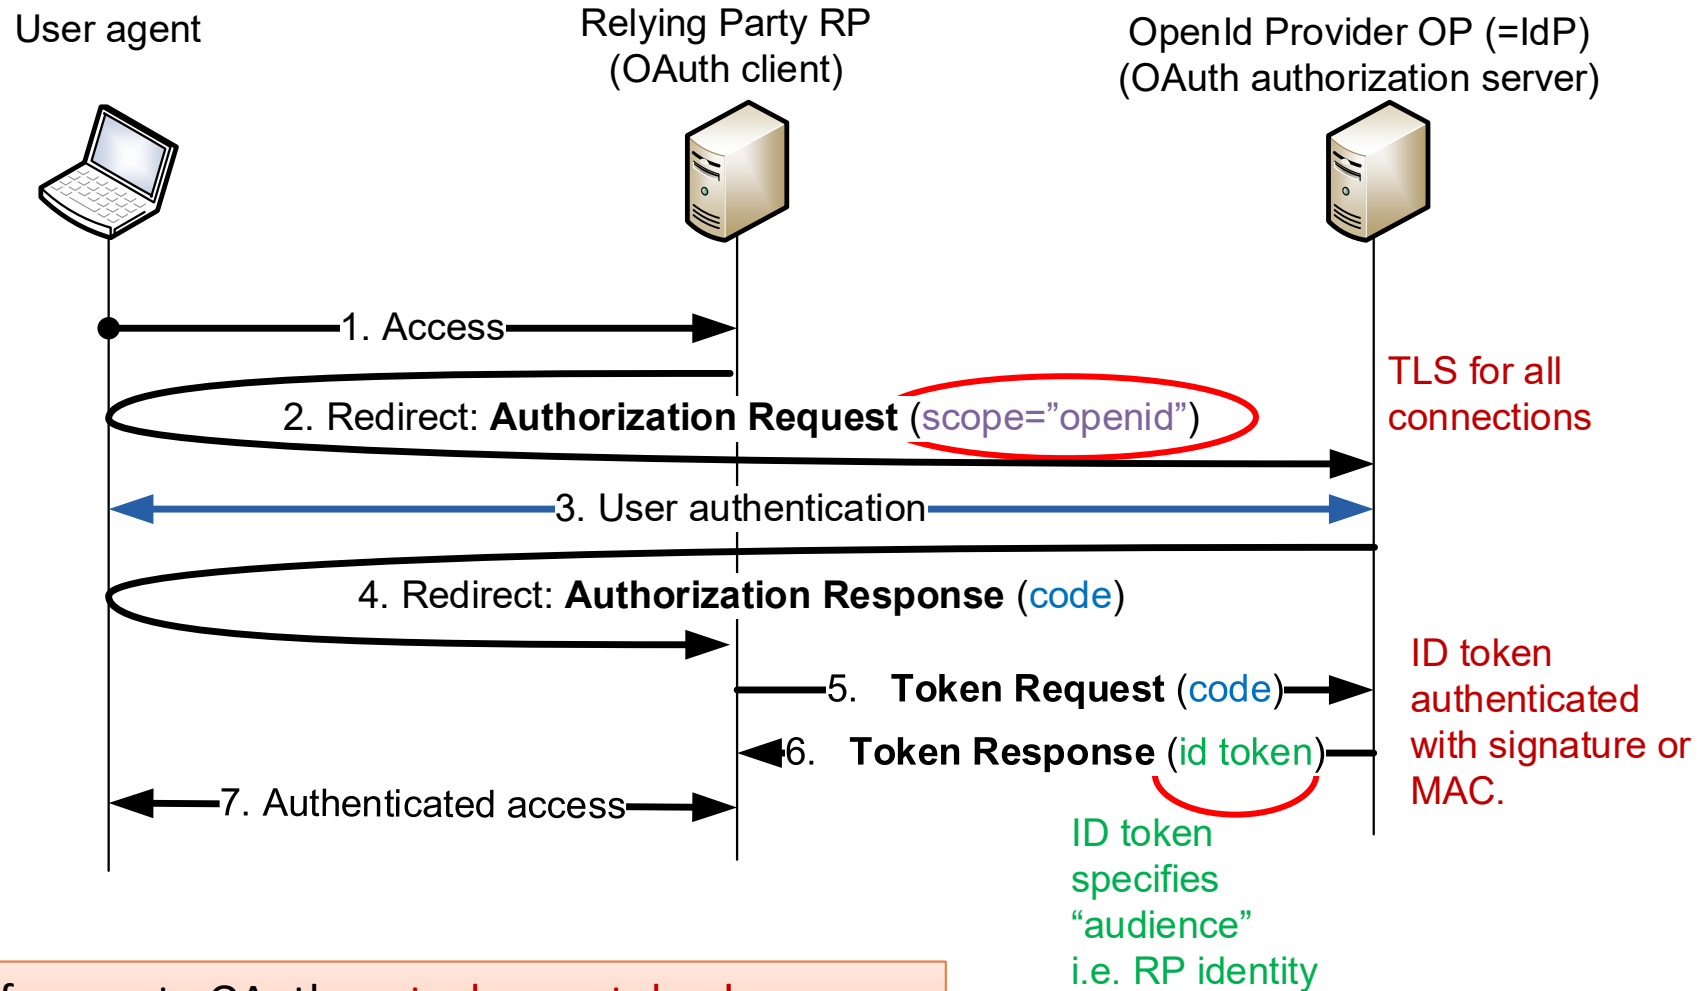 User agent
Relying Party RP
(OAuth client)
OpenId Provider OP (=IdP)
(OAuth authorization server)
1. Access
TLS for all
connections
2. Redirect: Authorization Request (scope=”openid”)
3. User authentication
4. Redirect: Authorization Response (code)
5. Token Request (code)
6. Token Response (id token)
ID token
authenticated
with signature or
MAC.
7. Authenticated access
ID token
specifies
“audience”
i.e. RP identity